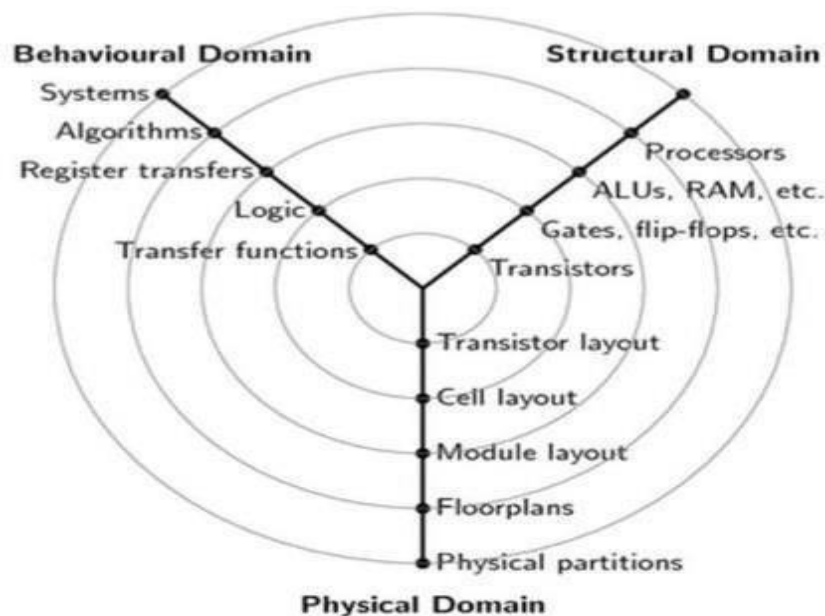 Behavioural Domain
Structural Domain
Systems
Algorithms
Register transfers
Logic
Transfer functions
Processors
ALUs, RAM, etc.
Gates, flip-flops, etc.
Transistors
Transistor layout
Cell layout
Module layout
Floorplans
Physical partitions
Physical Domain